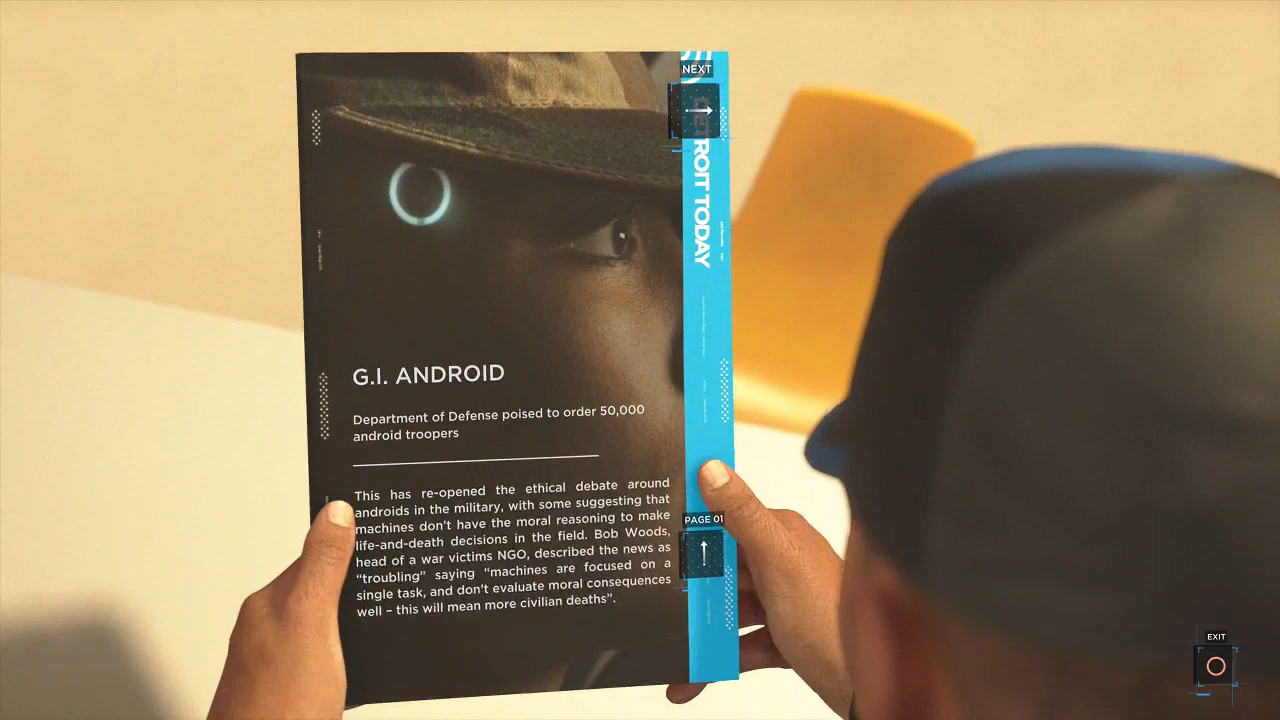 NEXT
DETROIT TODAY
G.I. ANDROID
Department of Defense poised to order 50,000
android troopers
This has re-opened the ethical debate around
androids in the military, with some suggesting that
machines don't have the moral reasoning to make
life-and-death decisions in the field. Bob Woods,
head of a war victims NGO, described the news as
"troubling" saying "machines are focused on a
single task, and don't evaluate moral consequences
well – this will mean more civilian deaths".
PAGE 01
EXIT